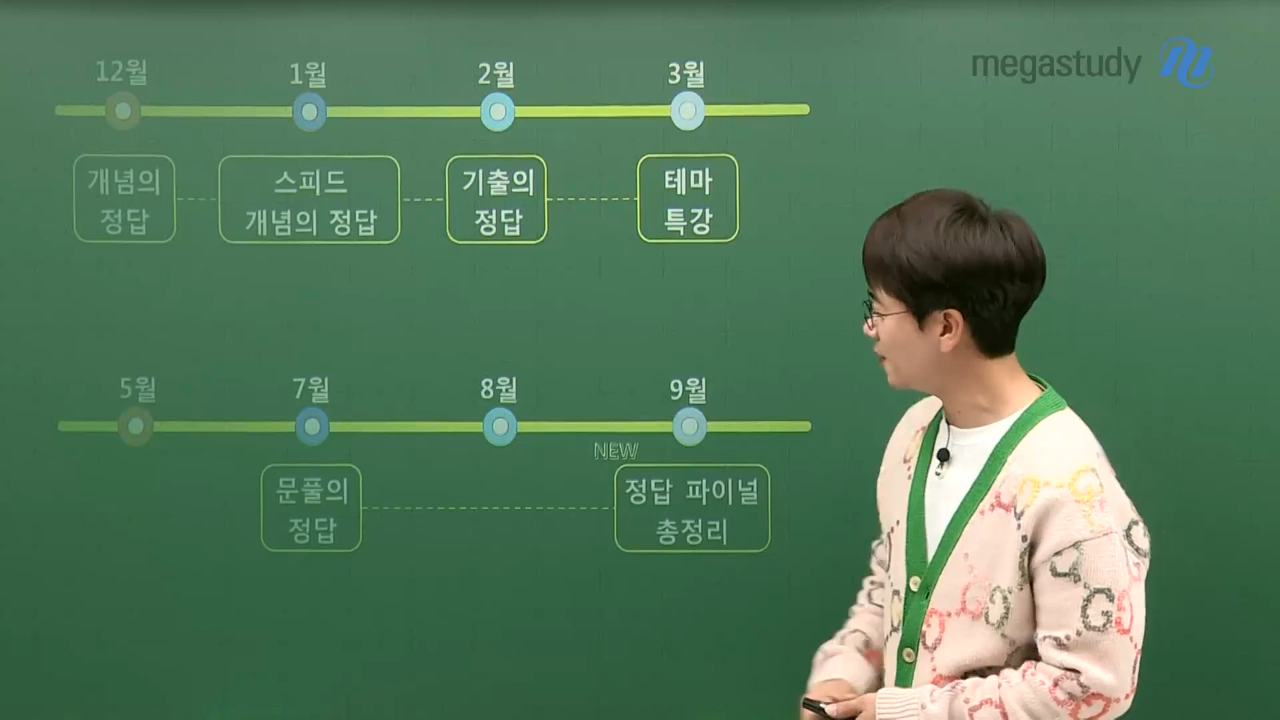 megastudy
12월 1월 2월 3월
개념의 스피드 기출의 테마
정답 개념의 정답 정답 특강
5월 7월 8월 9월
NEW
문풀의 정답 파이널
정답 총정리